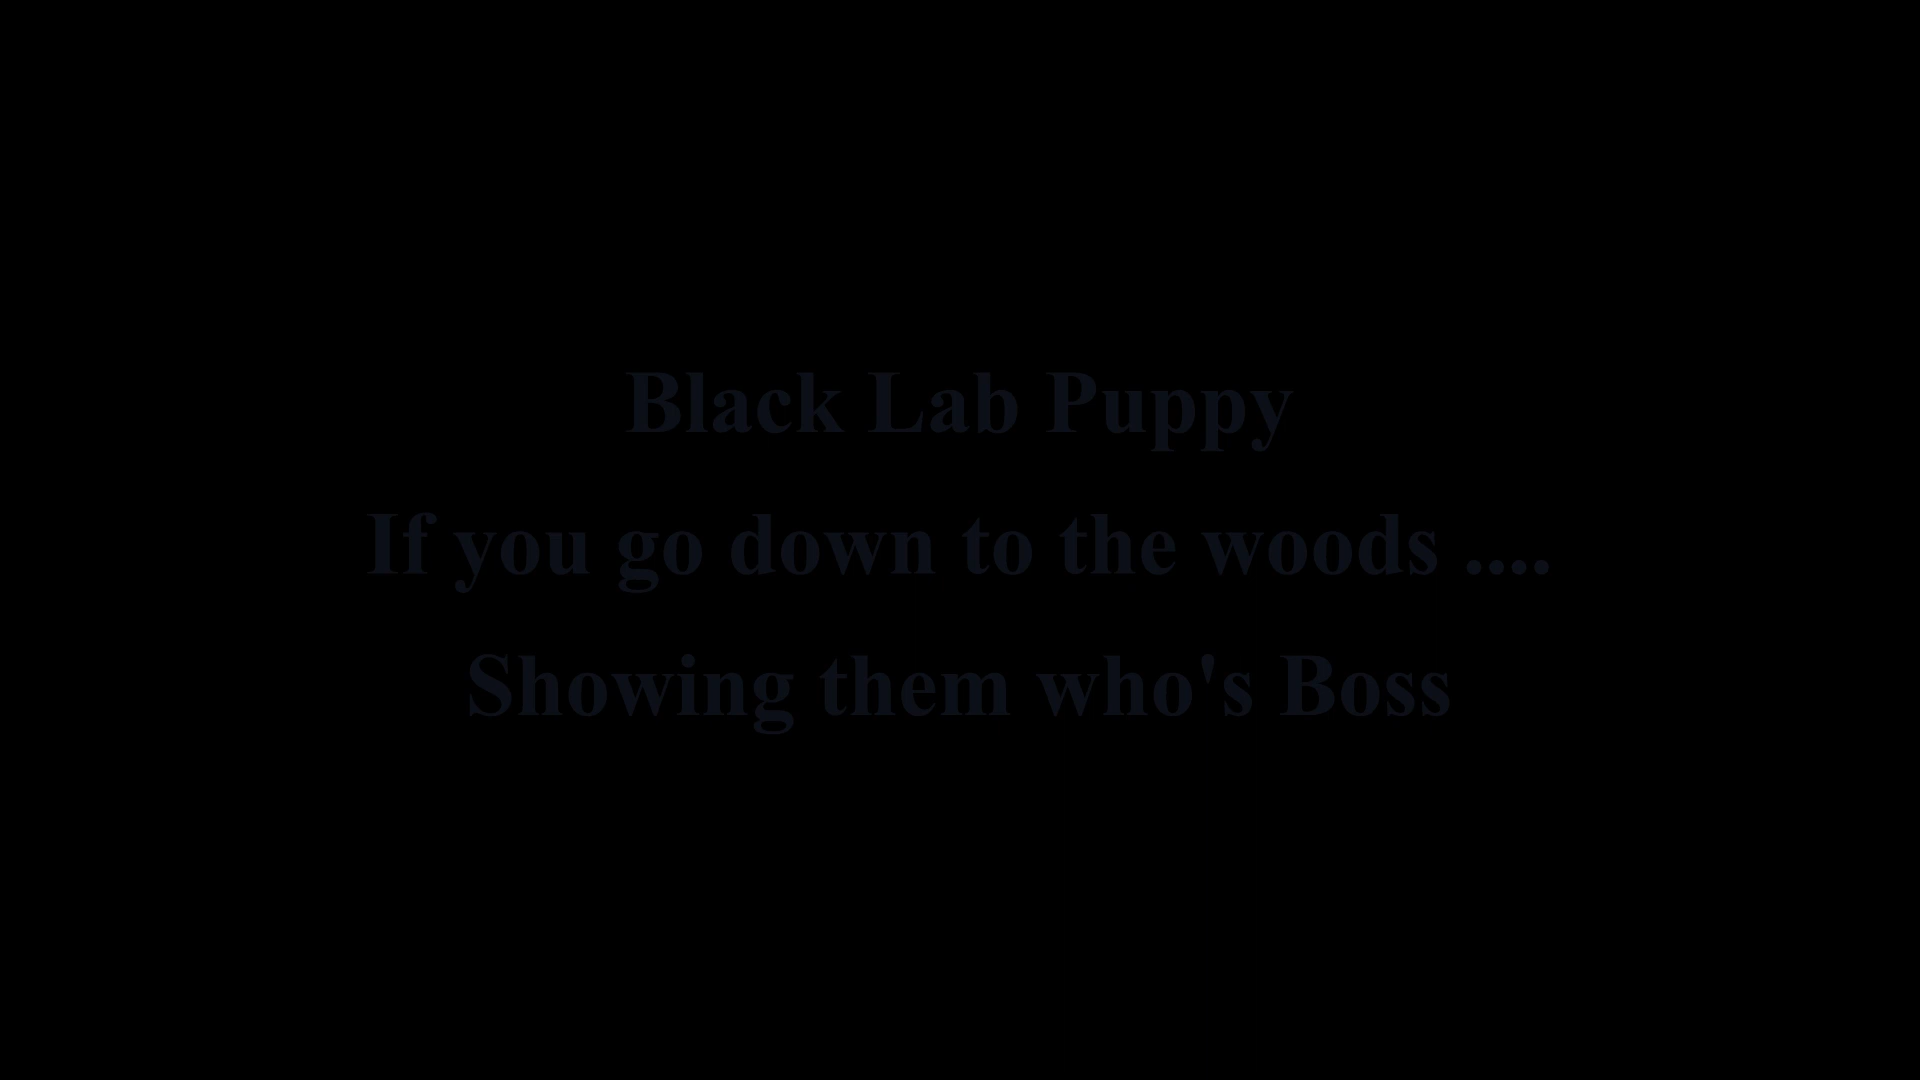 Black Lab Puppy
If you go down to the woods ....
Showing them who's Boss